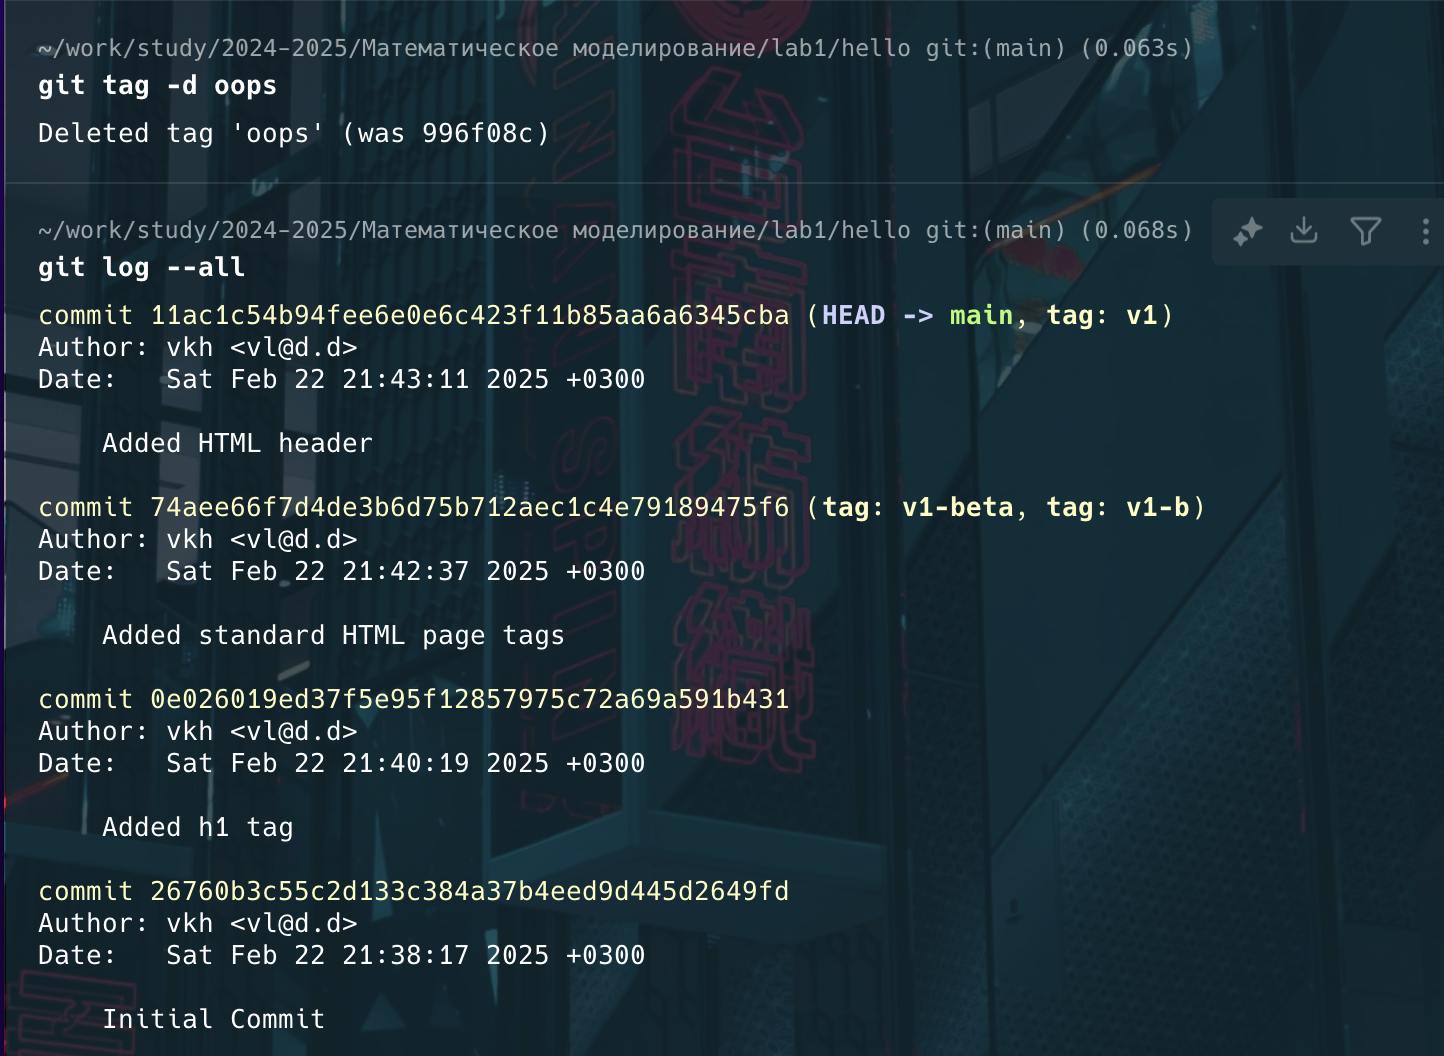 ~/work/study/2024-2025/Математическое моделирование/lab1/hello git:(main) (0.063s)
git tag -d oops
Deleted tag 'oops' (was 996f08c)
~/work/study/2024-2025/Математическое моделирование/lab1/hello git:(main) (0.068s)
git log --all
commit 11ac1c54b94fee6e0e6c423f11b85aa6a6345cba (HEAD -> main, tag: v1)
Author: vkh <vl@d.d>
Date:   Sat Feb 22 21:43:11 2025 +0300
Added HTML header
commit 74aee66f7d4de3b6d75b712aec1c4e79189475f6 (tag: v1-beta, tag: v1-b)
Author: vkh <vl@d.d>
Date:   Sat Feb 22 21:42:37 2025 +0300
Added standard HTML page tags
commit 0e026019ed37f5e95f12857975c72a69a591b431
Author: vkh <vl@d.d>
Date:   Sat Feb 22 21:40:19 2025 +0300
Added h1 tag
commit 26760b3c55c2d133c384a37b4eed9d445d2649fd
Author: vkh <vl@d.d>
Date:   Sat Feb 22 21:38:17 2025 +0300
Initial Commit